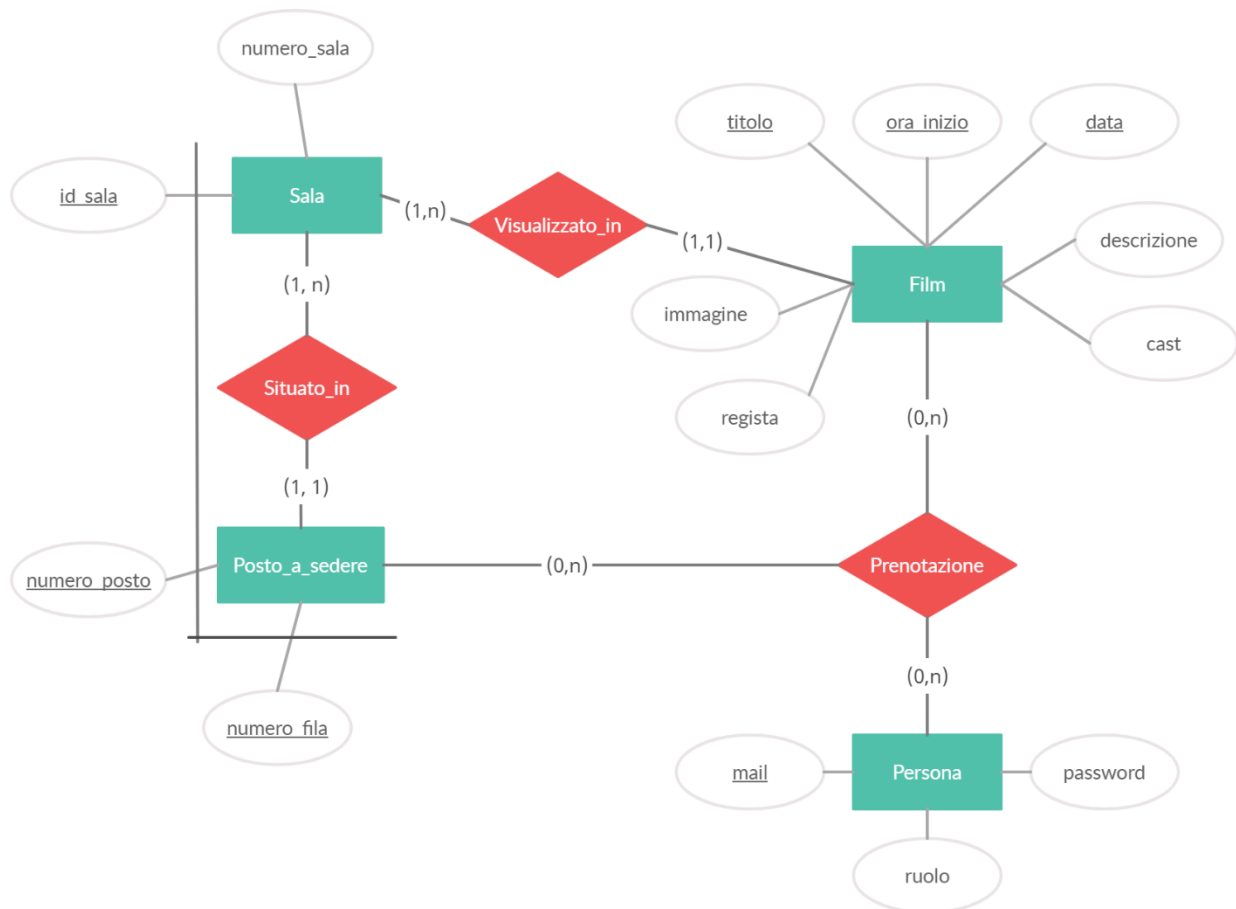 numero_sala
titolo
ora_inizio
data
id_sala
Sala
(1,n)
Visualizzato_in
(1,1)
descrizione
(1, n)
immagine
Film
cast
Situato_in
regista
(0,n)
(1, 1)
numero_posto
Posto_a_sedere
(0,n)
Prenotazione
(0,n)
numero_fila
mail
Persona
password
ruolo